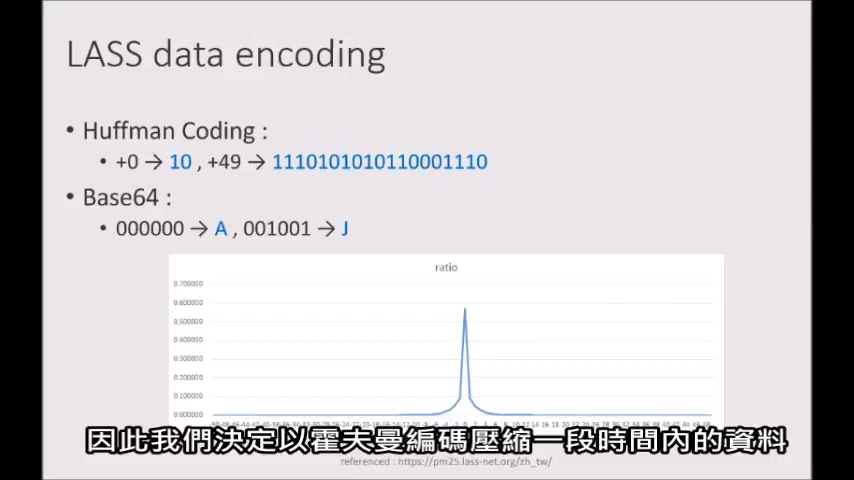 LASS data encoding
• Huffman Coding :
• +0 → 10 , +49 → 1110101010110001110
• Base64 :
• 000000 → A , 001001 → J
ratio
0.700000
0.600000
0.500000
0.400000
0.300000
0.200000
0.100000
0.000000
因此我們決定以霍夫曼編碼壓縮一段時間內的資料
referenced : https://pm25.lass-net.org/zh_tw/